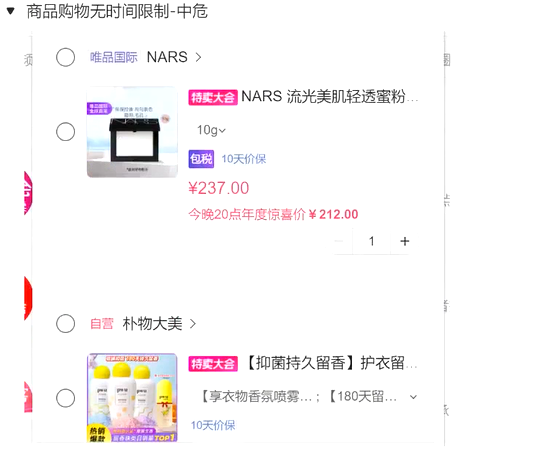 商品购物无时间限制-中危
唯品国际 NARS
特卖大会 NARS 流光美肌轻透蜜粉...
10g
包税 10天价保
¥237.00
今晚20点年度惊喜价 ¥ 212.00
1
自营 朴物大美
特卖大会 【抑菌持久留香】护衣留...
【享衣物香氛喷雾...；【180天留...
热销
爆款
TOP1
10天价保